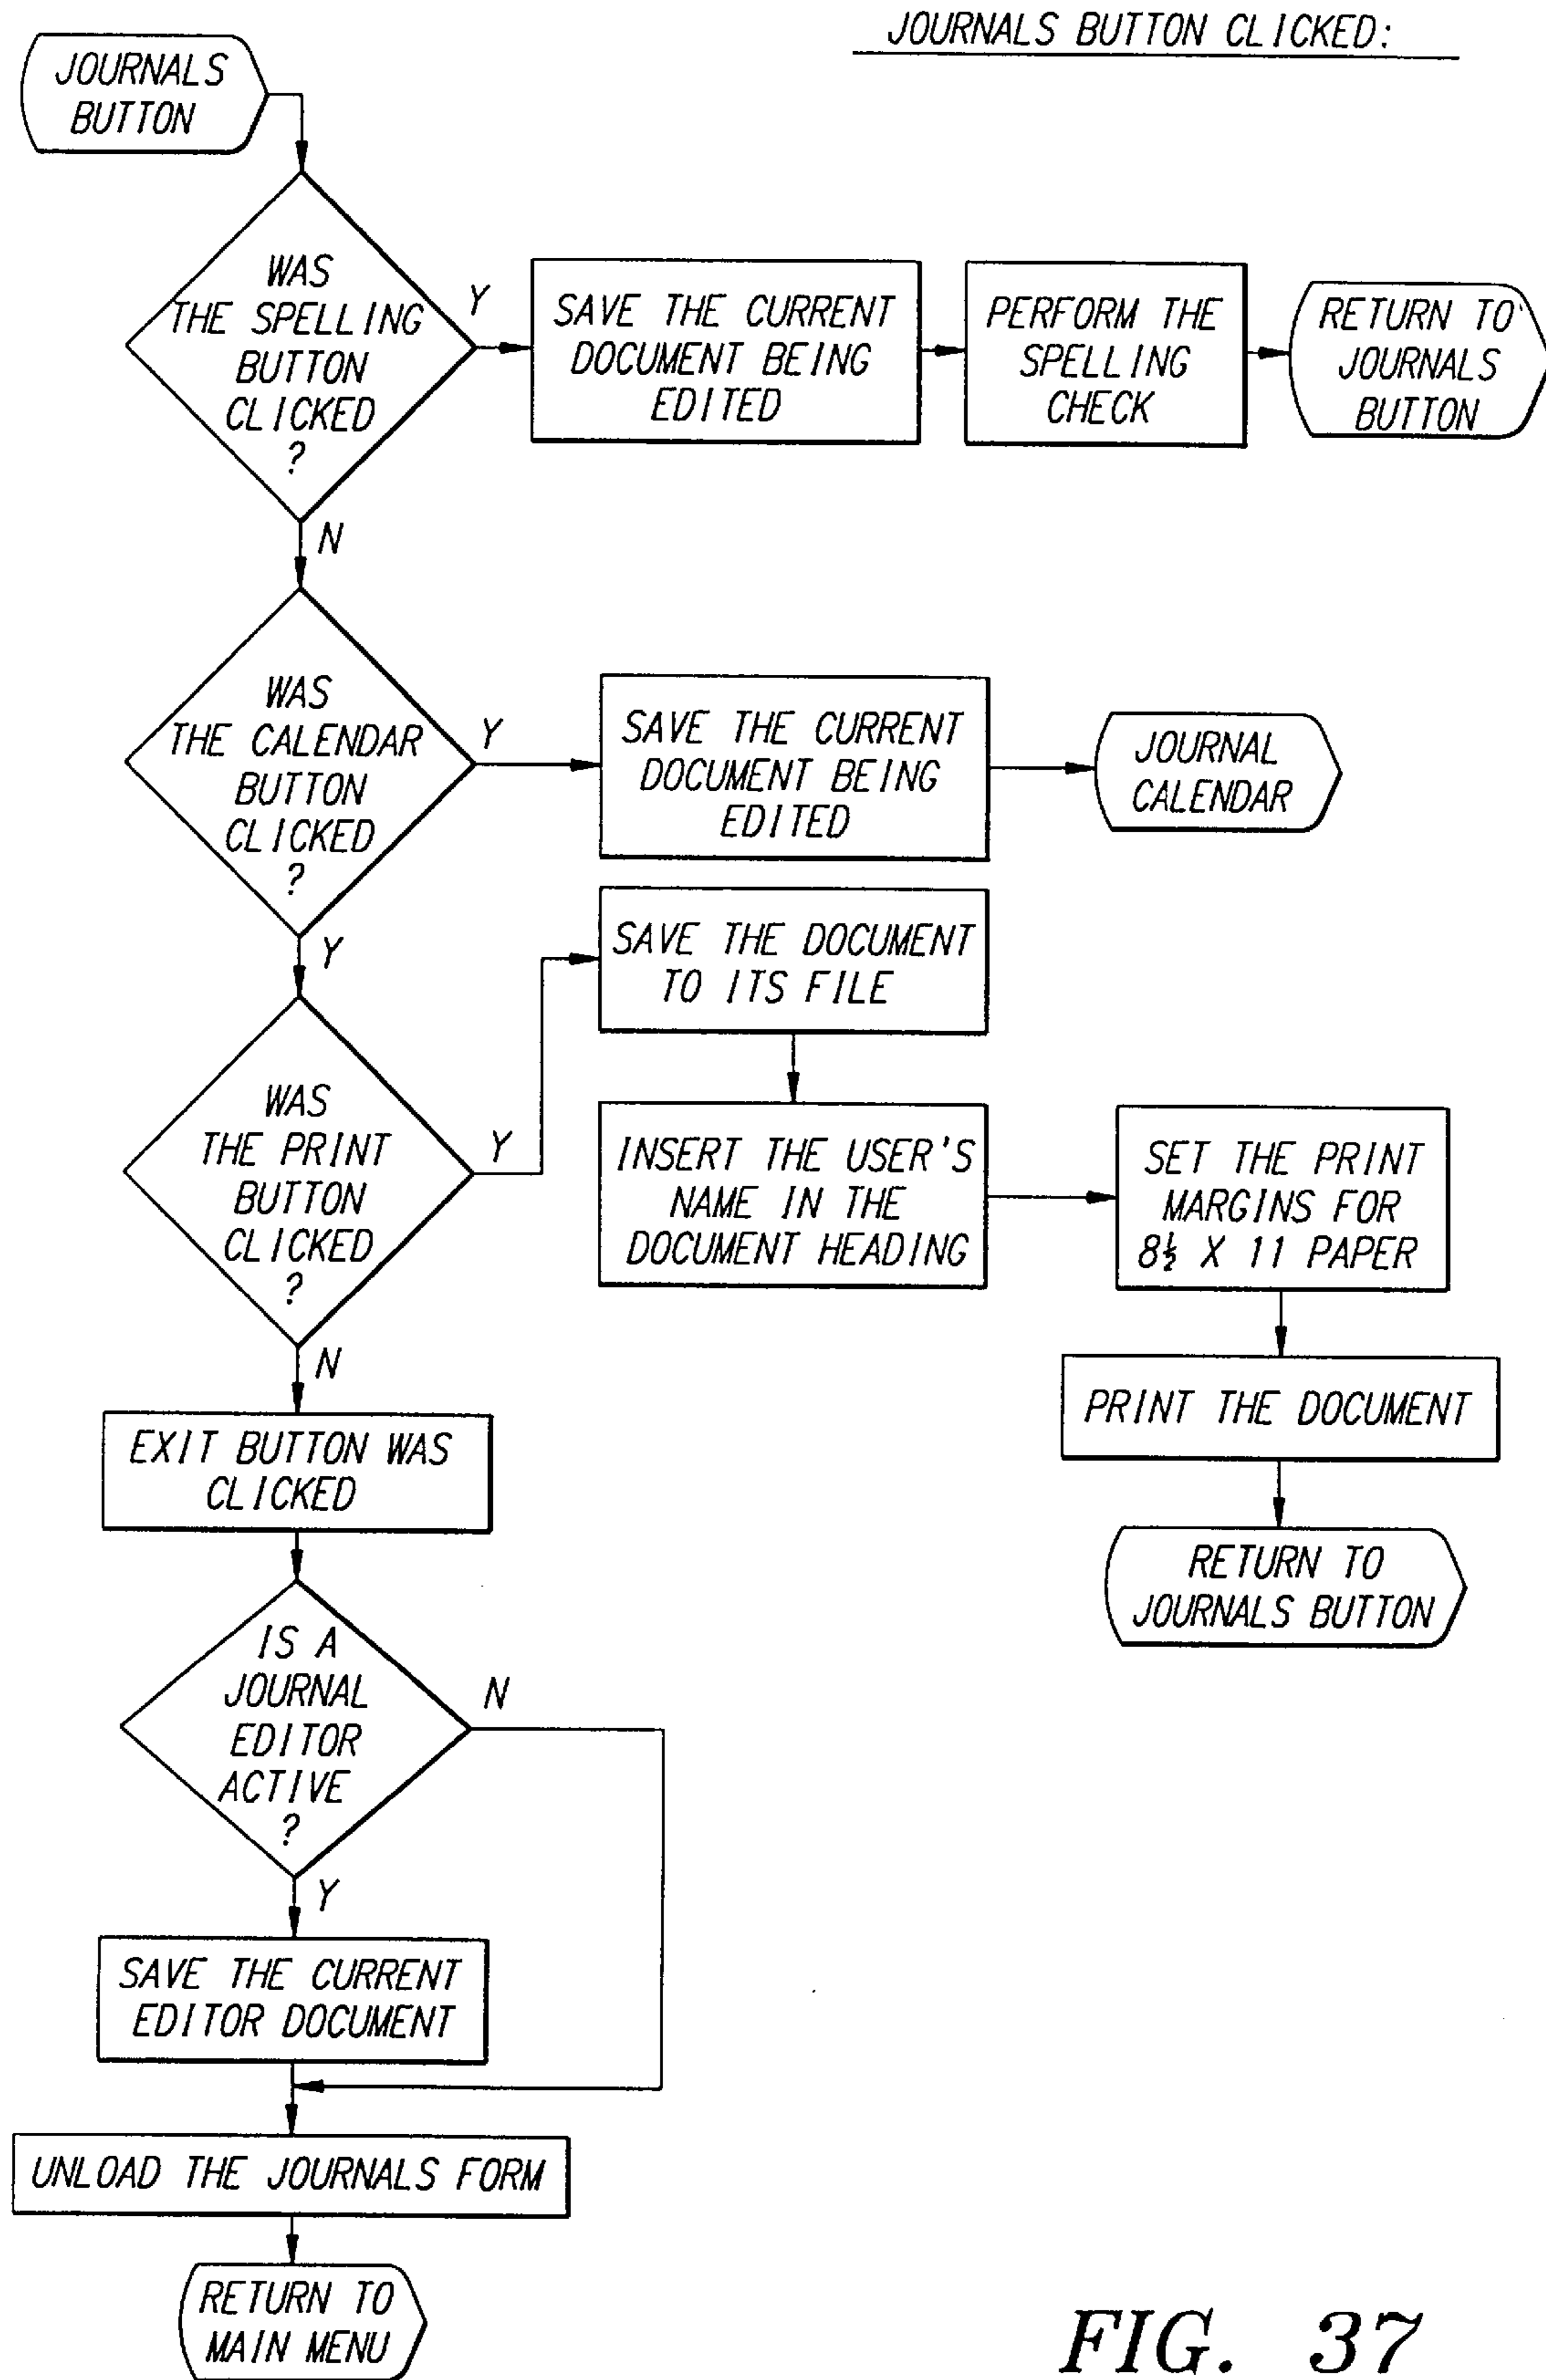 JOURNALS BUTTON CLICKED:
JOURNALS
BUTTON
WAS
THE SPELLING
BUTTON
CLICKED
?
Y
SAVE THE CURRENT
DOCUMENT BEING
EDITED
PERFORM THE
SPELLING
CHECK
RETURN TO
JOURNALS
BUTTON
N
WAS
THE CALENDAR
BUTTON
CLICKED
?
Y
SAVE THE CURRENT
DOCUMENT BEING
EDITED
JOURNAL
CALENDAR
Y
WAS
THE PRINT
BUTTON
CLICKED
?
Y
SAVE THE DOCUMENT
TO ITS FILE
INSERT THE USER'S
NAME IN THE
DOCUMENT HEADING
SET THE PRINT
MARGINS FOR
8½ X 11 PAPER
PRINT THE DOCUMENT
RETURN TO
JOURNALS BUTTON
N
EXIT BUTTON WAS
CLICKED
IS A
JOURNAL
EDITOR
ACTIVE
?
N
Y
SAVE THE CURRENT
EDITOR DOCUMENT
UNLOAD THE JOURNALS FORM
RETURN TO
MAIN MENU
FIG. 37